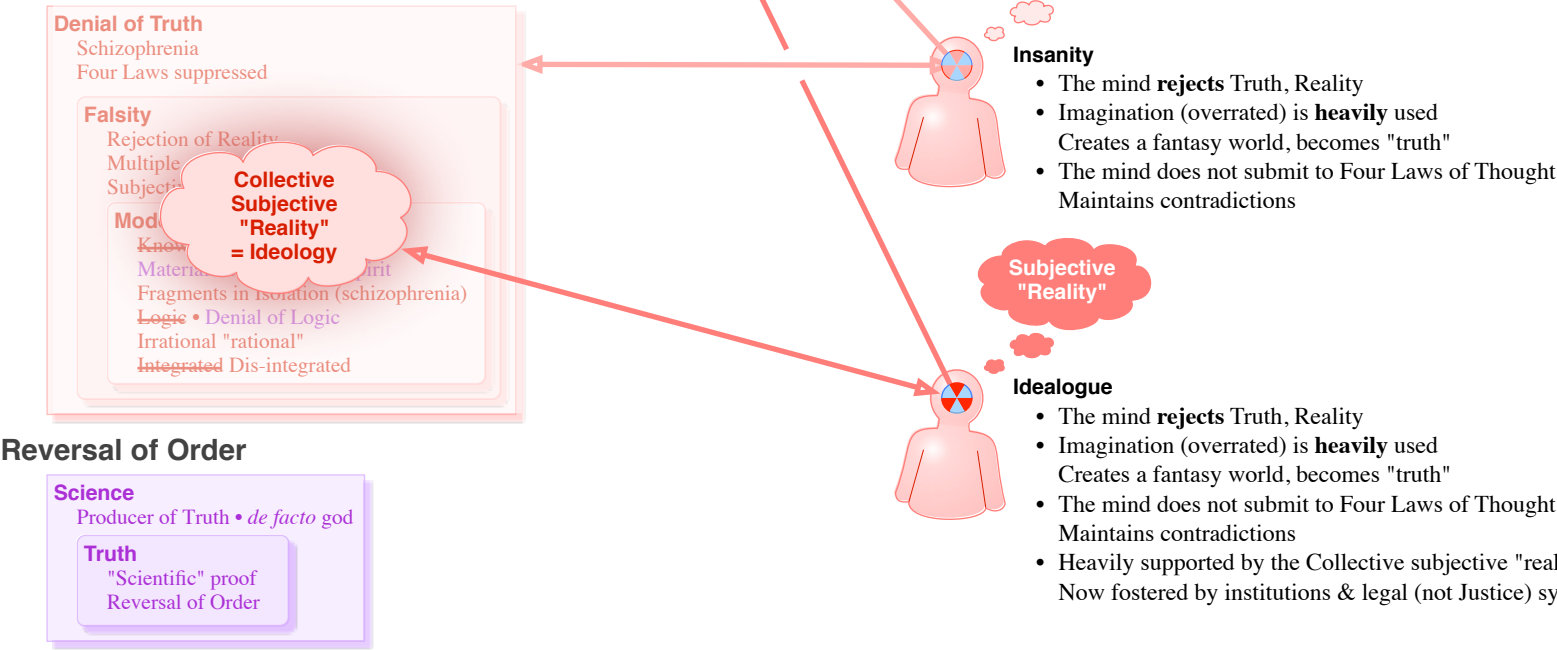 Denial of Truth
Schizophrenia
Four Laws suppressed
Falsity
Rejection of Reality
Multiple
Collective
Subjective
"Reality"
= Ideology
Fragments in Isolation (schizophrenia)
Logic • Denial of Logic
Irrational "rational"
Integrated Dis-integrated
Reversal of Order
Science
Producer of Truth • de facto god
Truth
"Scientific" proof
Reversal of Order
Insanity
• The mind rejects Truth, Reality
• Imagination (overrated) is heavily used
Creates a fantasy world, becomes "truth"
• The mind does not submit to Four Laws of Thought
Maintains contradictions
Subjective
"Reality"
Idealogue
• The mind rejects Truth, Reality
• Imagination (overrated) is heavily used
Creates a fantasy world, becomes "truth"
• The mind does not submit to Four Laws of Thought
Maintains contradictions
• Heavily supported by the Collective subjective
Now fostered by institutions & legal (not Justice)